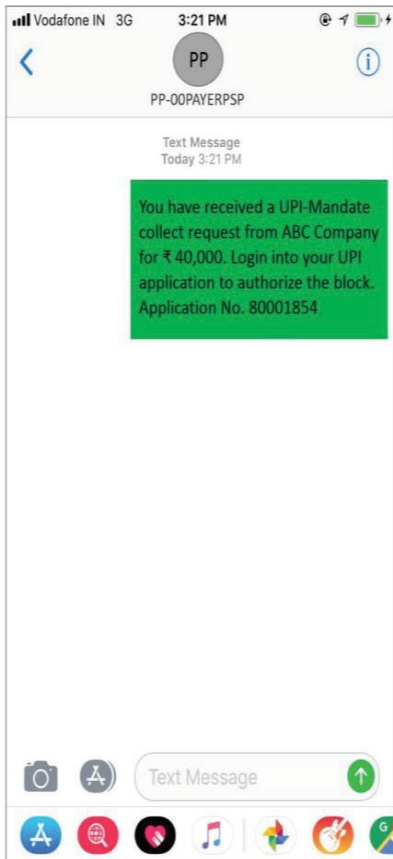 Vodafone IN 3G 3:21 PM
PP
PP-OOPAYERPSP
Text Message
Today 3:21 PM
You have received a UPI-Mandate
collect request from ABC Company
for ₹ 40,000. Login into your UPI
application to authorize the block.
Application No. 80001854
Text Message
G